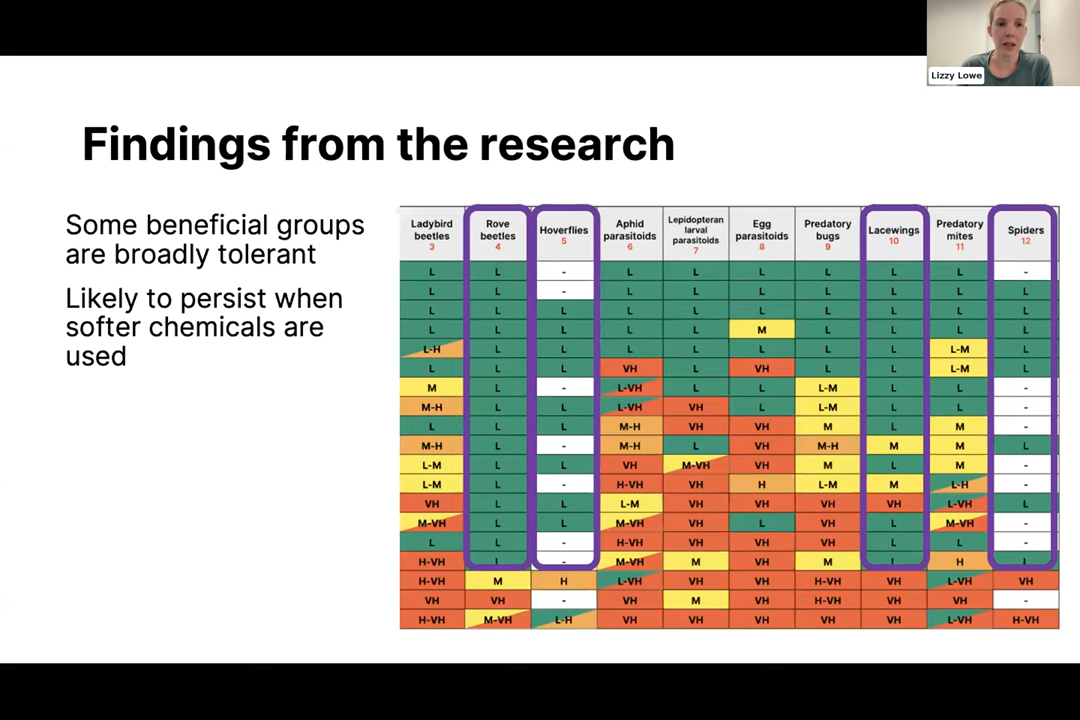 Lizzy Lowe
Findings from the research
Some beneficial groups
are broadly tolerant
Likely to persist when
softer chemicals are
used
Ladybird beetles 3 Rove beetles 4 Hoverflies 5 Aphid parasitoids 6 Lepidopteran larval parasitoids 7 Egg parasitoids 8 Predatory bugs 9 Lacewings 10 Predatory mites 11 Spiders 12
L L - L L L L L L -
L L - L L L L L L L
L L L L L L L L L L
L L L L L M L L L L
L-H L L L L L L L L-M L
L L L VH L VH L L L-M L
M L - L-VH L L L-M L L -
M-H L L L-VH VH L L-M L L -
L L L M-H VH VH M L M -
M-H L - M-H L VH M-H M M L
L-M L L VH M-VH VH M L M -
L-M L - H-VH VH H L-M M L-H -
VH L L L-M VH VH VH VH L-VH L
M-VH L L M-VH VH L VH L M-VH -
L L - H-VH VH VH VH L L -
H-VH L - M-VH M VH M L H L
H-VH M H L-VH VH VH H-VH VH L-VH VH
VH VH - VH M VH H-VH VH VH -
H-VH M-VH L-H VH VH VH VH VH L-VH H-VH